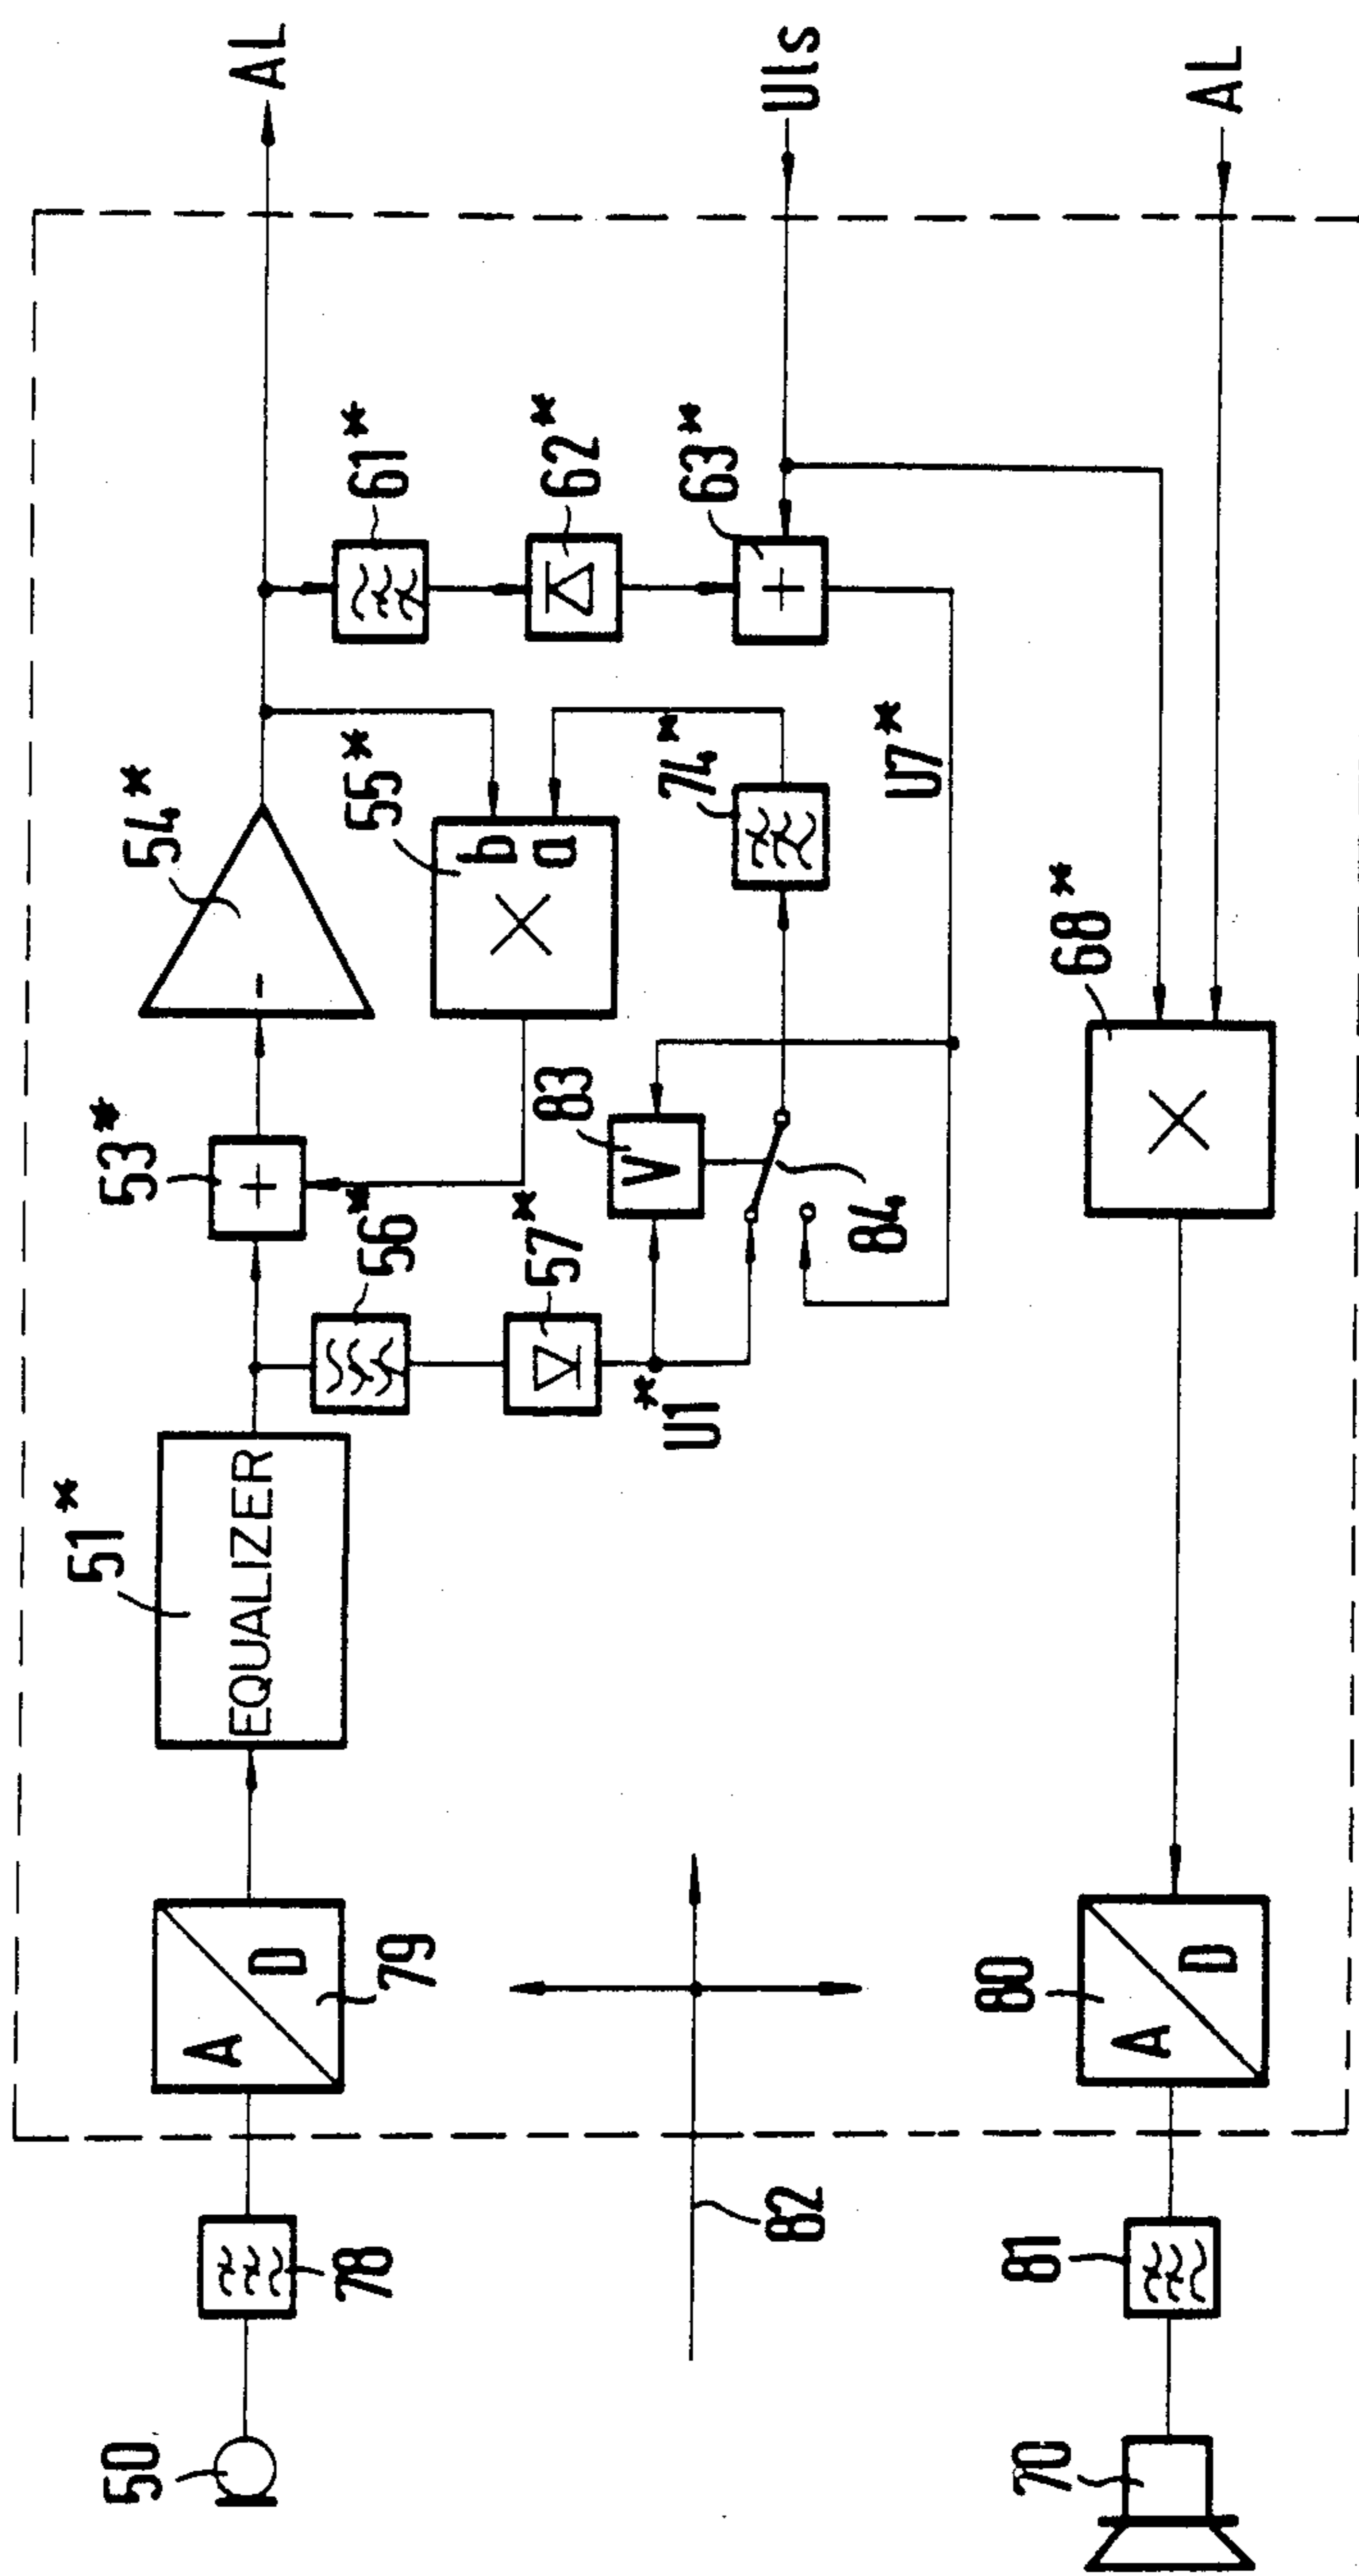 50
78
A
D
79
51*
EQUALIZER
53*
54*
AL
56*
57*
U1*
55*
b
a
×
61*
62*
63*
+
+
Uls
83
V
84
74*
U7*
82
70
81
80
A
D
68*
×
AL